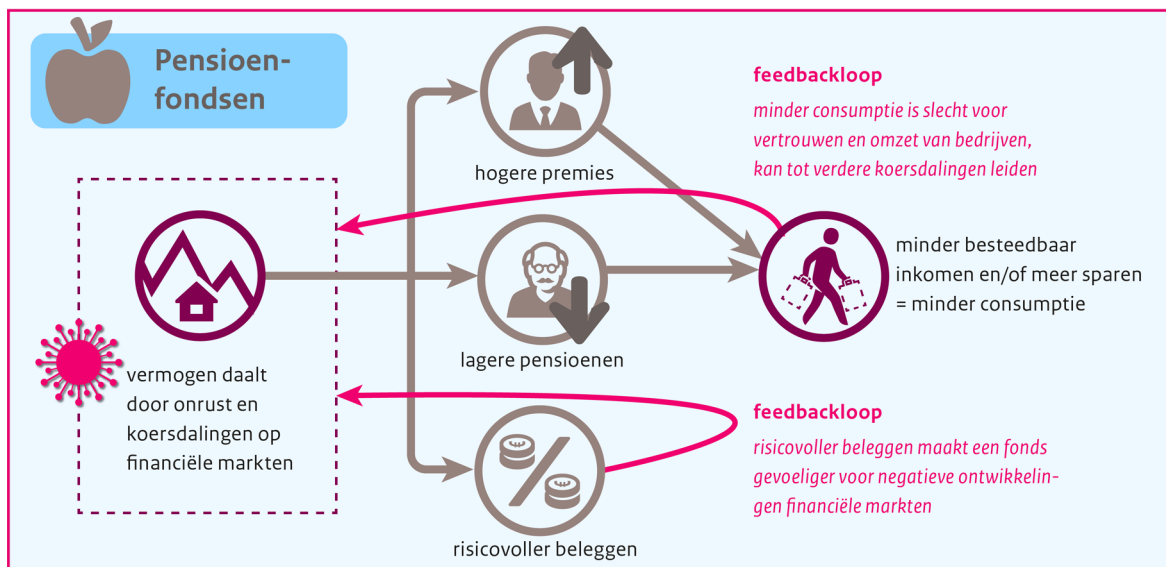 Pensioen-
fondsen
hogere premies
feedbackloop
minder consumptie is slecht voor
vertrouwen en omzet van bedrijven,
kan tot verdere koersdalingen leiden
minder besteedbaar
inkomen en/of meer sparen
= minder consumptie
lagere pensioenen
vermogen daalt
door onrust en
koersdalingen op
financiële markten
feedbackloop
risicovoller beleggen maakt een fonds
gevoeliger voor negatieve ontwikkelin-
gen financiële markten
risicovoller beleggen